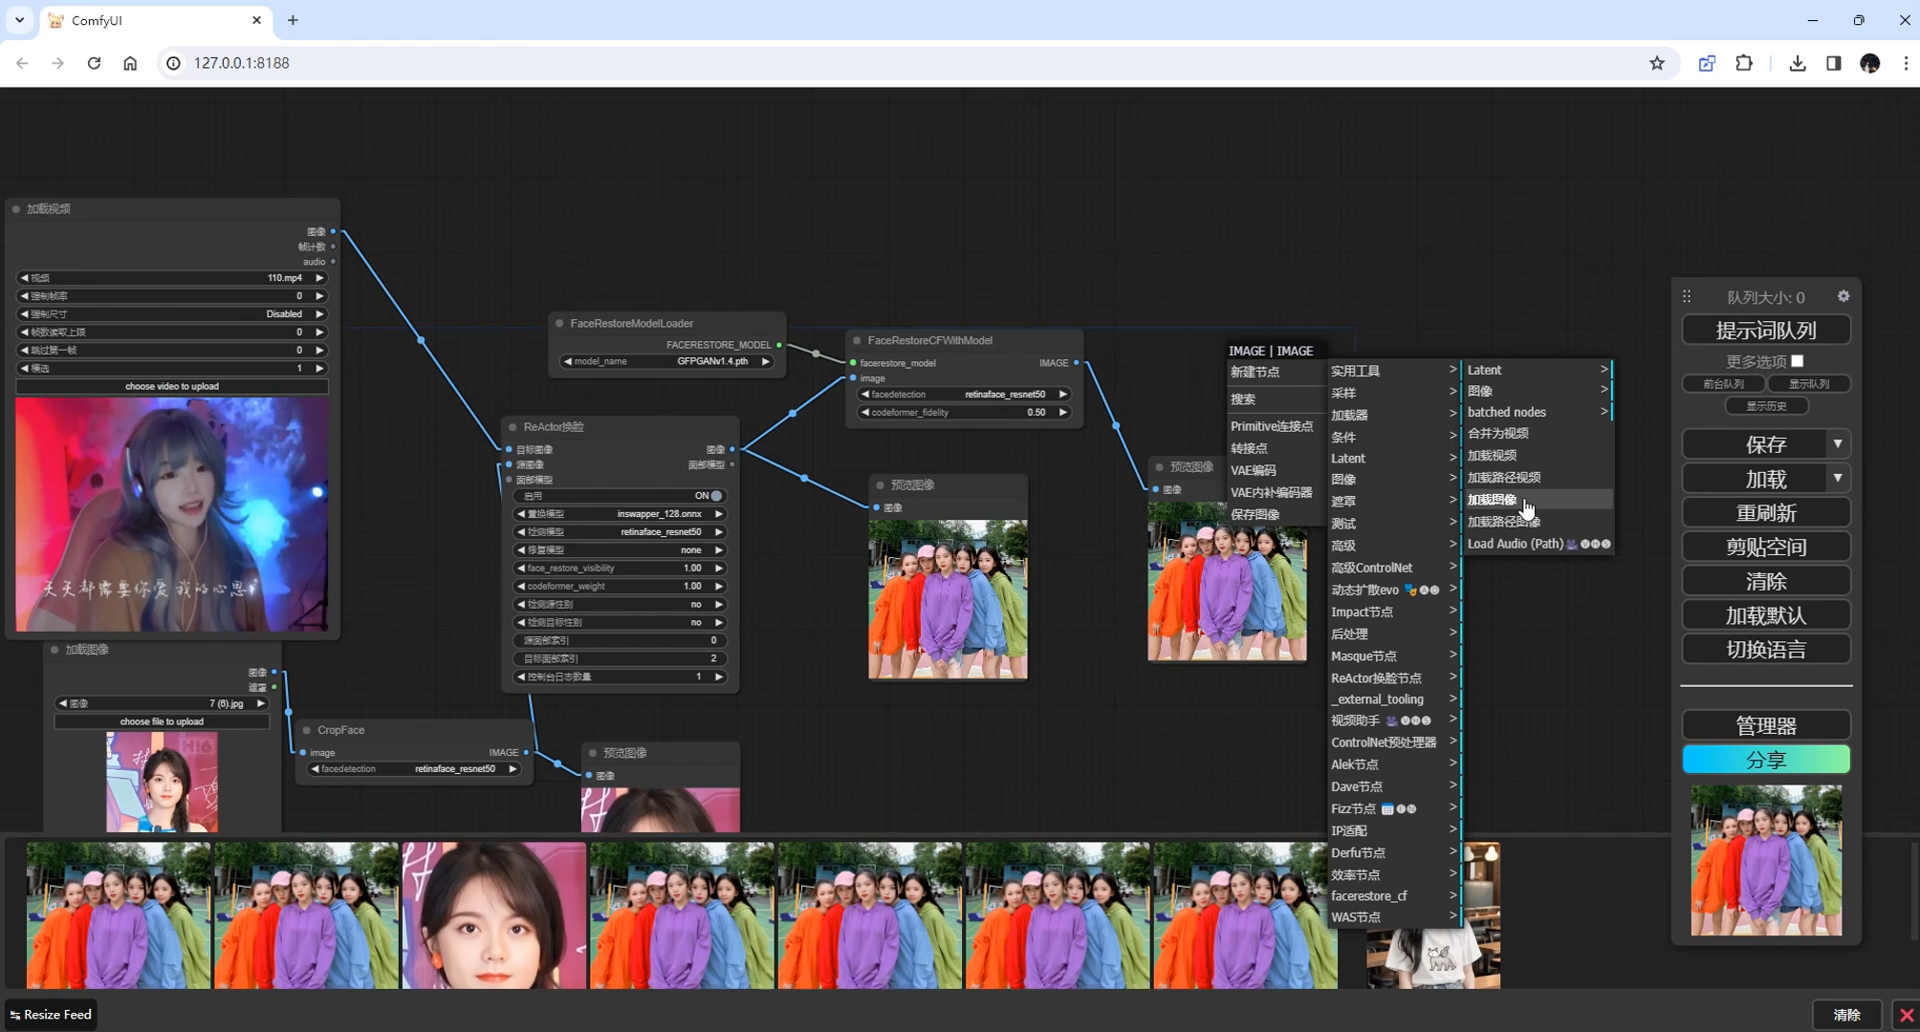 ComfyUI
127.0.0.1:8188
加载视频
图像
帧计数
audio
视频 110.mp4
强制帧率 0
强制尺寸 Disabled
帧数读取上限 0
跳过第一帧 0
模选 1
choose video to upload
天天都需要你爱 我的心思
FaceRestoreModelLoader
FACERESTORE_MODEL
model_name GFPGANv1.4.pth
FaceRestoreCFWithModel
facerestore_model IMAGE
image
facedetection retinaface_resnet50
codeformer_fidelity 0.50
ReActor换脸
目标图像 图像
源图像 面部模型
面部模型
启用 ON
置换模型 inswapper_128.onnx
检测模型 retinaface_resnet50
修复模型 none
face_restore_visibility 1.00
codeformer_weight 1.00
检测源性别 no
检测目标性别 no
源面部索引 0
目标面部索引 2
控制台日志数量 1
预览图像
图像
预览图像
图像
加载图像
图像
遮罩
图像 7 (6).jpg
choose file to upload
CropFace
image IMAGE
facedetection retinaface_resnet50
预览图像
图像
IMAGE | IMAGE
新建节点
搜索
Primitive连接点
转接点
VAE编码
VAE内补编码器
保存图像
实用工具 >
采样 >
加载器 >
条件 >
Latent >
图像 >
遮罩 >
测试 >
高级 >
高级ControlNet >
动态扩散evo 🎭🅐🅓 >
Impact节点 >
后处理 >
Masque节点 >
ReActor换脸节点 >
_external_tooling >
视频助手 🎥🅥🅗🅢 >
ControlNet预处理器 >
Alek节点 >
Dave节点 >
Fizz节点 📅🅕🅝 >
IP适配 >
Derfu节点 >
效率节点 >
facerestore_cf >
WAS节点 >
Latent >
图像 >
batched nodes >
合并为视频
加载视频
加载路径视频
加载图像
加载路径图像
Load Audio (Path) 🎥🅥🅗🅢
队列大小: 0
提示词队列
更多选项
前台队列 显示队列
显示历史
保存
加载
重刷新
剪贴空间
清除
加载默认
切换语言
管理器
分享
Resize Feed
清除